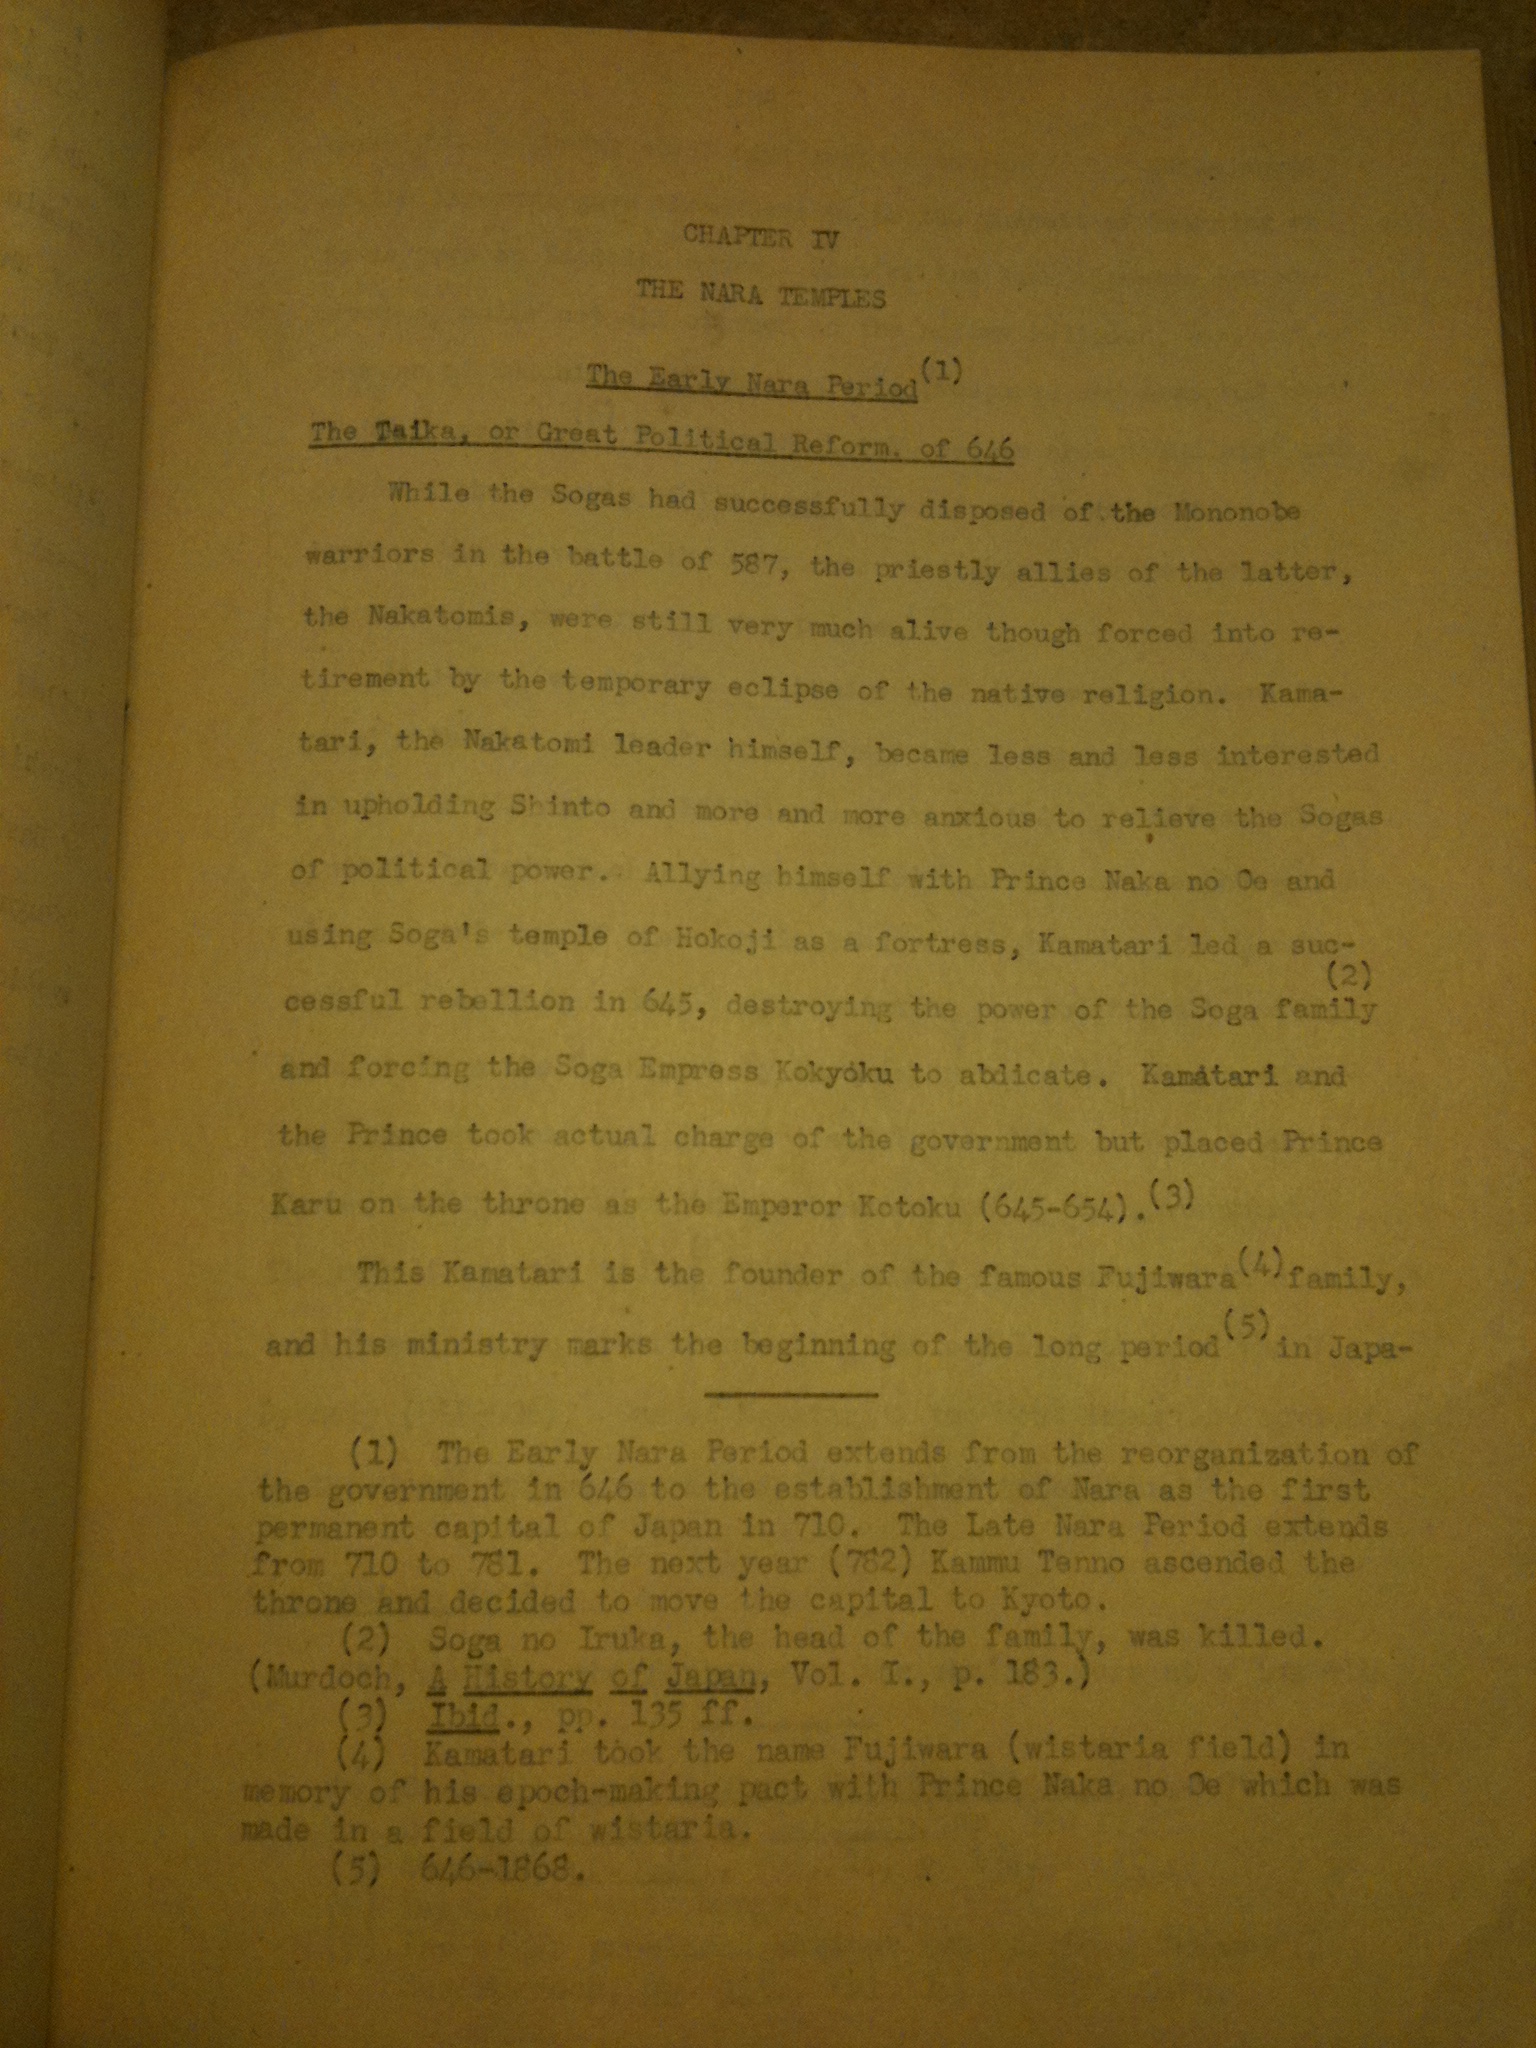 CHAPTER IV
THE NARA TEMPLES
The Early Nara Period(1)
The Taika, or Great Political Reform. of 646
While the Sogas had successfully disposed of the Mononobe
warriors in the battle of 587, the priestly allies of the latter,
the Nakatomis, were still very much alive though forced into re-
tirement by the temporary eclipse of the native religion. Kama-
tari, the Nakatomi leader himself, became less and less interested
in upholding Shinto and more and more anxious to relieve the Sogas
of political power. Allying himself with Prince Naka no Oe and
using Soga's temple of Hokoji as a fortress, Kamatari led a suc-
cessful rebellion in 645, destroying the power of the Soga family(2)
and forcing the Soga Empress Kokyoku to abdicate. Kamatari and
the Prince took actual charge of the government but placed Prince
Karu on the throne as the Emperor Kotoku (645-654).(3)
This Kamatari is the founder of the famous Fujiwara(4) family,
and his ministry marks the beginning of the long period(5) in Japa-
(1) The Early Nara Period extends from the reorganization of
the government in 646 to the establishment of Nara as the first
permanent capital of Japan in 710. The Late Nara Period extends
from 710 to 781. The next year (782) Kammu Tenno ascended the
throne and decided to move the capital to Kyoto.
(2) Soga no Iruka, the head of the family, was killed.
(Murdoch, A History of Japan, Vol. I., p. 183.)
(3) Ibid., pp. 135 ff.
(4) Kamatari took the name Fujiwara (wistaria field) in
memory of his epoch-making pact with Prince Naka no Oe which was
made in a field of wistaria.
(5) 646-1868.